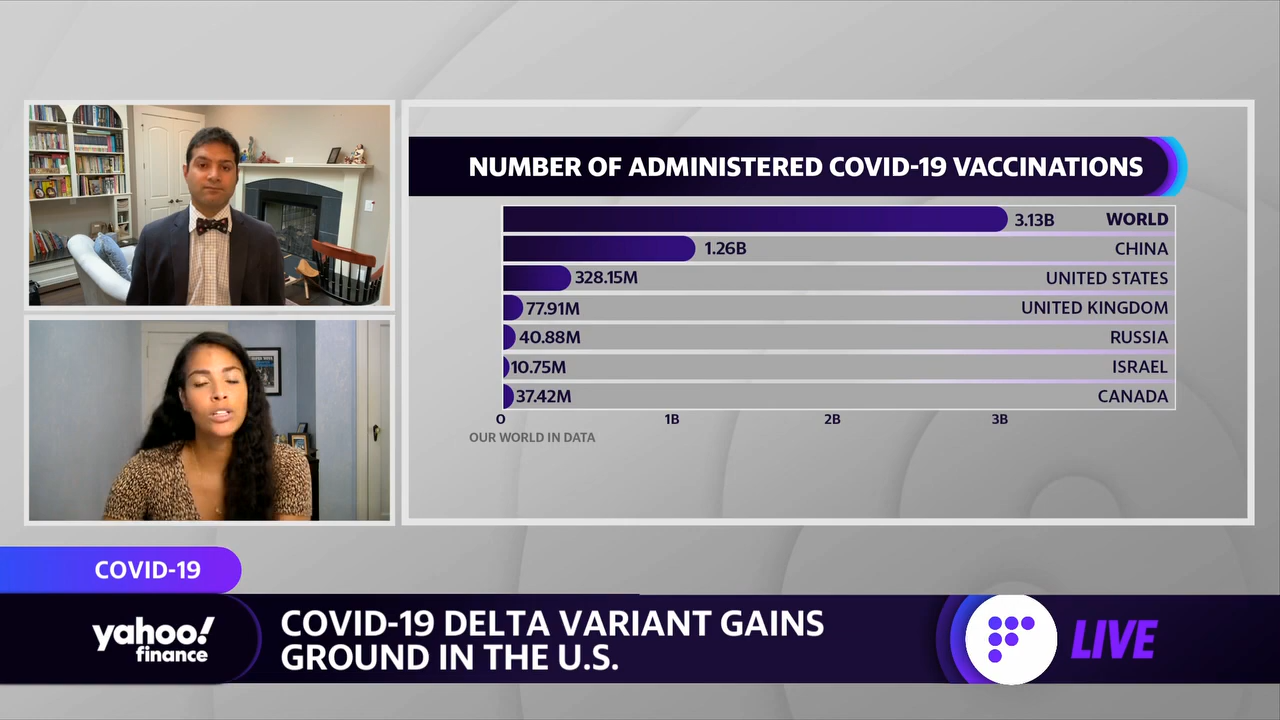 NUMBER OF ADMINISTERED COVID-19 VACCINATIONS
3.13B WORLD
1.26B CHINA
328.15M UNITED STATES
77.91M UNITED KINGDOM
40.88M RUSSIA
10.75M ISRAEL
37.42M CANADA
0 1B 2B 3B
OUR WORLD IN DATA
COVID-19
yahoo!
finance
COVID-19 DELTA VARIANT GAINS
GROUND IN THE U.S.
LIVE